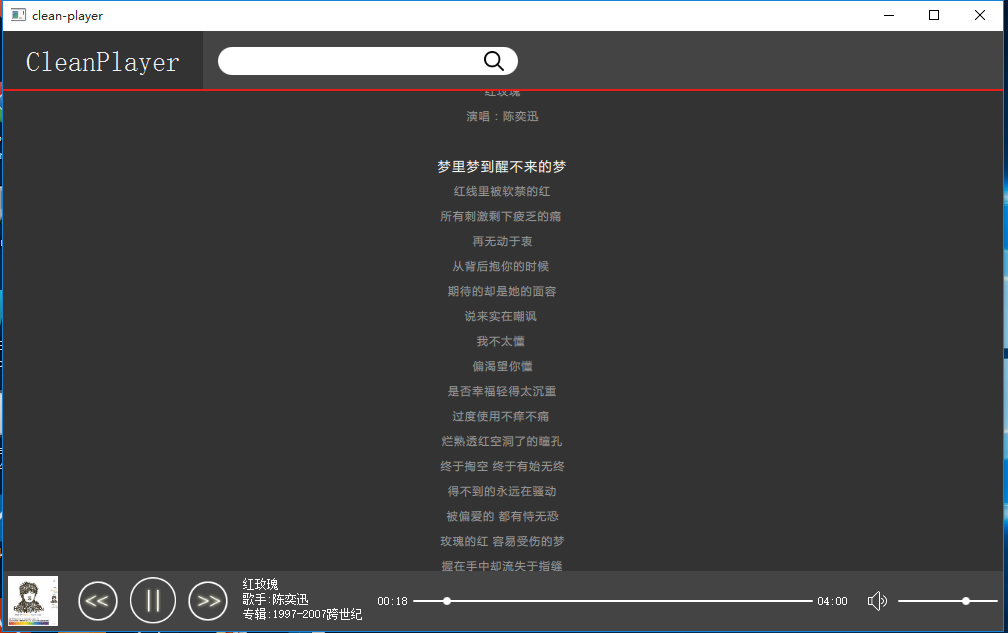 clean-player
CleanPlayer
红玫瑰
演唱：陈奕迅
梦里梦到醒不来的梦
红线里被软禁的红
所有刺激剩下疲乏的痛
再无动于衷
从背后抱你的时候
期待的却是她的面容
说来实在嘲讽
我不太懂
偏渴望你懂
是否幸福轻得太沉重
过度使用不痒不痛
烂熟透红空洞了的瞳孔
终于掏空 终于有始无终
得不到的永远在骚动
被偏爱的 都有恃无恐
玫瑰的红 容易受伤的梦
握在手中却流失于指缝
<<
>>
红玫瑰
歌手:陈奕迅
专辑:1997-2007跨世纪
00:18
04:00